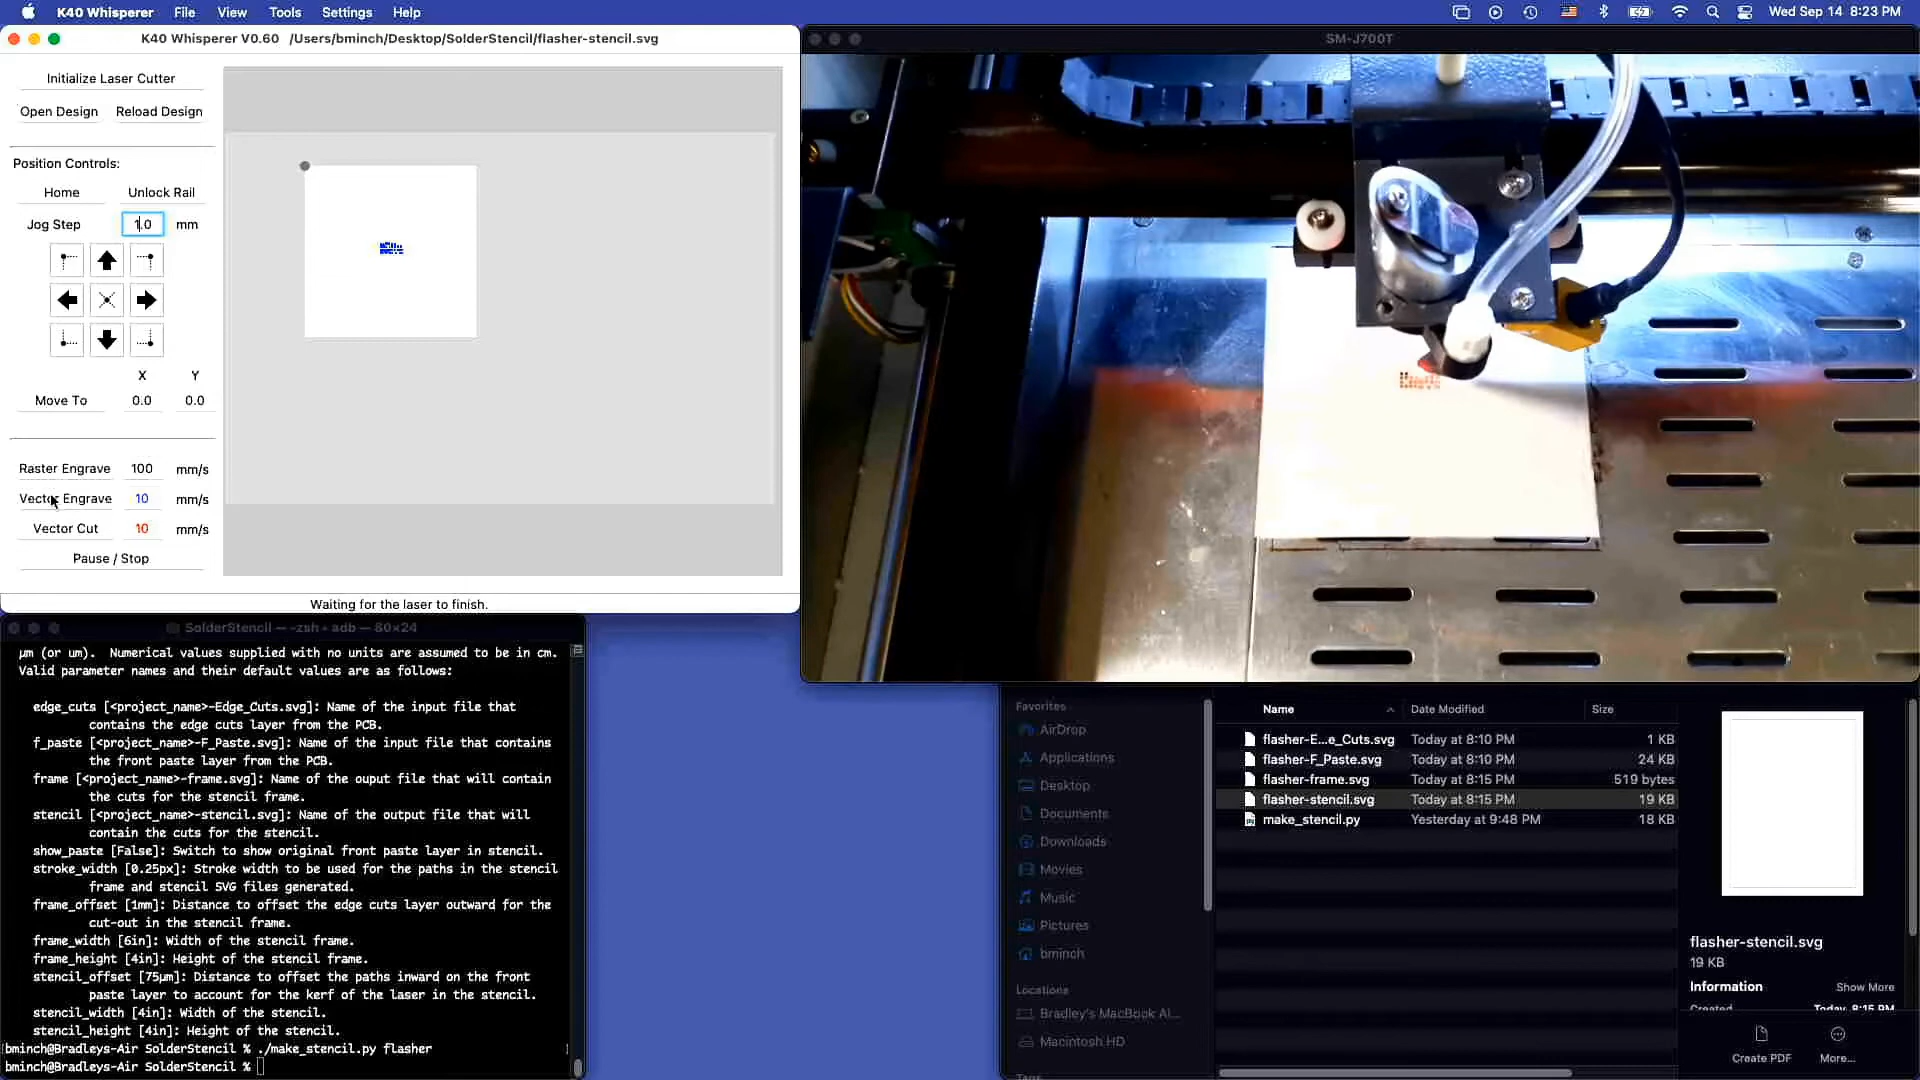 K40 Whisperer File View Tools Settings Help
Wed Sep 14 8:23 PM
K40 Whisperer V0.60 /Users/bminch/Desktop/SolderStencil/flasher-stencil.svg
Initialize Laser Cutter
Open Design Reload Design
Position Controls:
Home Unlock Rail
Jog Step 1.0 mm
X Y
Move To 0.0 0.0
Raster Engrave 100 mm/s
Vector Engrave 10 mm/s
Vector Cut 10 mm/s
Pause / Stop
Waiting for the laser to finish.
SM-J700T
SolderStencil — -zsh • adb — 80×24
µm (or um). Numerical values supplied with no units are assumed to be in cm.
Valid parameter names and their default values are as follows:
edge_cuts [<project_name>-Edge_Cuts.svg]: Name of the input file that
contains the edge cuts layer from the PCB.
f_paste [<project_name>-F_Paste.svg]: Name of the input file that contains
the front paste layer from the PCB.
frame [<project_name>-frame.svg]: Name of the ouput file that will contain
the cuts for the stencil frame.
stencil [<project_name>-stencil.svg]: Name of the output file that will
contain the cuts for the stencil.
show_paste [False]: Switch to show original front paste layer in stencil.
stroke_width [0.25px]: Stroke width to be used for the paths in the stencil
frame and stencil SVG files generated.
frame_offset [1mm]: Distance to offset the edge cuts layer outward for the
cut-out in the stencil frame.
frame_width [6in]: Width of the stencil frame.
frame_height [4in]: Height of the stencil frame.
stencil_offset [75µm]: Distance to offset the paths inward on the front
paste layer to account for the kerf of the laser in the stencil.
stencil_width [4in]: Width of the stencil.
stencil_height [4in]: Height of the stencil.
bminch@Bradleys-Air SolderStencil % ./make_stencil.py flasher
bminch@Bradleys-Air SolderStencil %
Favorites
AirDrop
Applications
Desktop
Documents
Downloads
Movies
Music
Pictures
bminch
Locations
Bradley's MacBook Ai...
Macintosh HD
Tags
Name Date Modified Size
flasher-E...e_Cuts.svg Today at 8:10 PM 1 KB
flasher-F_Paste.svg Today at 8:10 PM 24 KB
flasher-frame.svg Today at 8:15 PM 519 bytes
flasher-stencil.svg Today at 8:15 PM 19 KB
make_stencil.py Yesterday at 9:48 PM 18 KB
flasher-stencil.svg
19 KB
Information Show More
Created Today, 8:15 PM
Create PDF More...